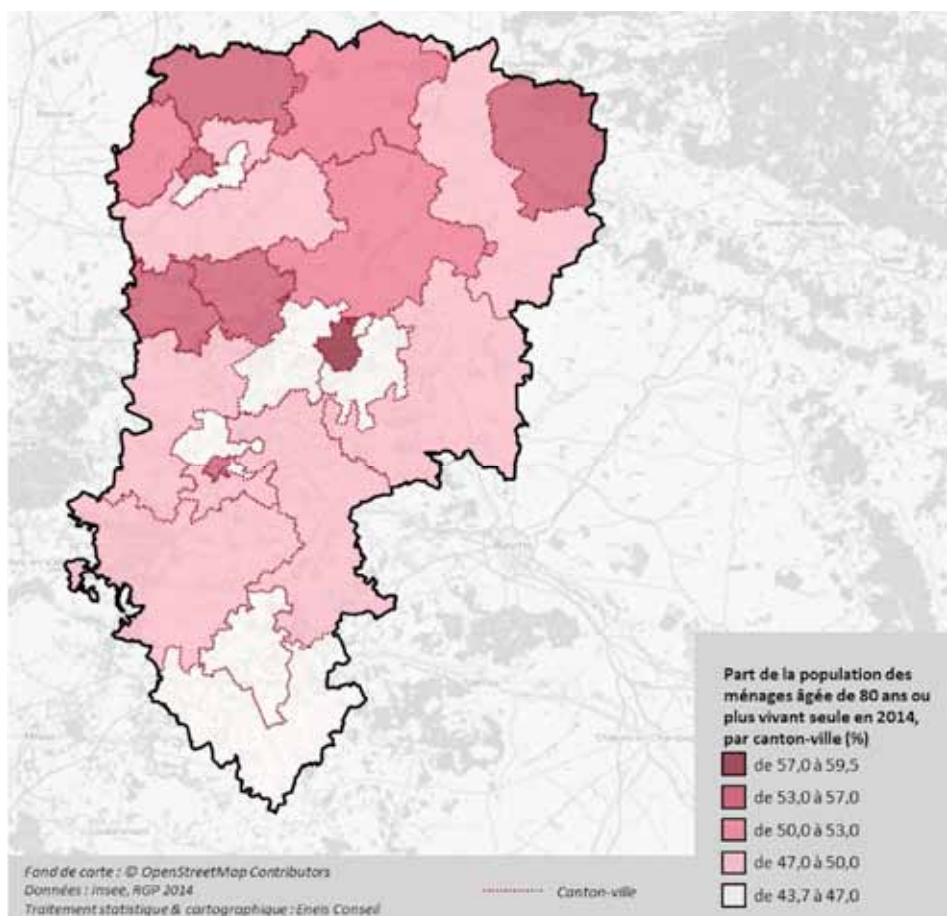 Part de la population des
ménages âgée de 80 ans ou
plus vivant seule en 2014,
par canton-ville (%)
de 57,0 à 59,5
de 53,0 à 57,0
de 50,0 à 53,0
de 47,0 à 50,0
de 43,7 à 47,0
Fond de carte : © OpenStreetMap Contributors
Données : Insee, RGP 2014
Traitement statistique & cartographique : Eneis Conseil
Canton-ville